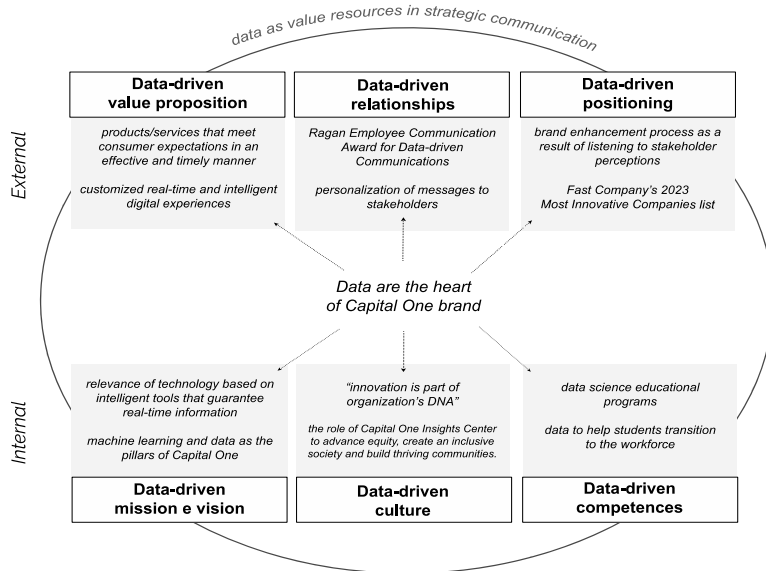 data as value resources in strategic communication
External
Data-driven
value proposition
products/services that meet
consumer expectations in an
effective and timely manner
customized real-time and intelligent
digital experiences
Data-driven
relationships
Ragan Employee Communication
Award for Data-driven
Communications
personalization of messages to
stakeholders
Data-driven
positioning
brand enhancement process as a
result of listening to stakeholder
perceptions
Fast Company’s 2023
Most Innovative Companies list
Data are the heart
of Capital One brand
Internal
relevance of technology based on
intelligent tools that guarantee
real-time information
machine learning and data as the
pillars of Capital One
Data-driven
mission e vision
“innovation is part of
organization’s DNA”
the role of Capital One Insights Center
to advance equity, create an inclusive
society and build thriving communities.
Data-driven
culture
data science educational
programs
data to help students transition
to the workforce
Data-driven
competences